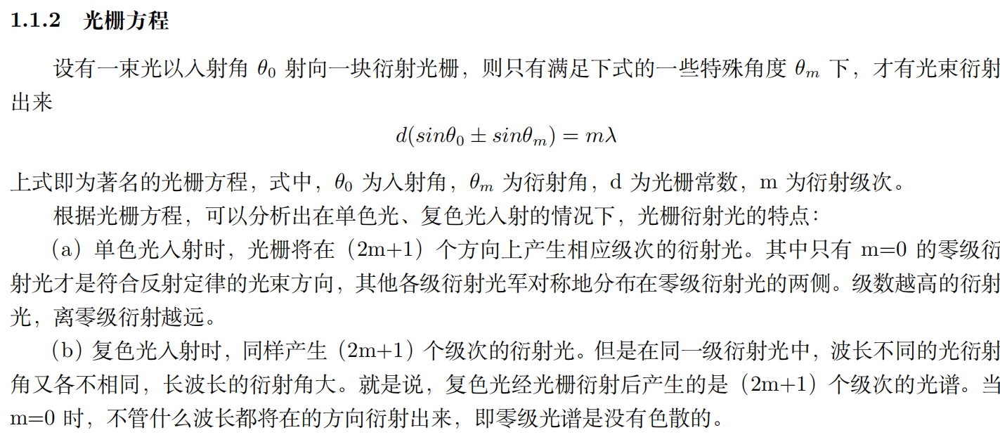 1.1.2 光栅方程
设有一束光以入射角 θ₀ 射向一块衍射光栅，则只有满足下式的一些特殊角度 θₘ 下，才有光束衍射
出来
d(sinθ₀ ± sinθₘ) = mλ
上式即为著名的光栅方程，式中，θ₀ 为入射角，θₘ 为衍射角，d 为光栅常数，m 为衍射级次。
根据光栅方程，可以分析出在单色光、复色光入射的情况下，光栅衍射光的特点：
（a）单色光入射时，光栅将在（2m+1）个方向上产生相应级次的衍射光。其中只有 m=0 的零级衍
射光才是符合反射定律的光束方向，其他各级衍射光军对称地分布在零级衍射光的两侧。级数越高的衍射
光，离零级衍射越远。
（b）复色光入射时，同样产生（2m+1）个级次的衍射光。但是在同一级衍射光中，波长不同的光衍射
角又各不相同，长波长的衍射角大。就是说，复色光经光栅衍射后产生的是（2m+1）个级次的光谱。当
m=0 时，不管什么波长都将在的方向衍射出来，即零级光谱是没有色散的。